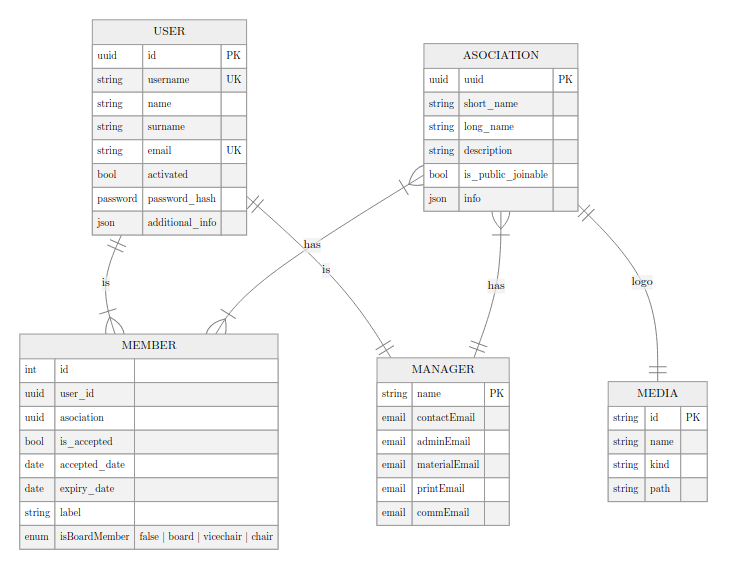 USER
uuid id PK
string username UK
string name
string surname
string email UK
bool activated
password password_hash
json additional_info
ASOCIATION
uuid uuid PK
string short_name
string long_name
string description
bool is_public_joinable
json info
has
is
is
has
logo
MEMBER
int id
uuid user_id
uuid asociation
bool is_accepted
date accepted_date
date expiry_date
string label
enum isBoardMember false | board | vicechair | chair
MANAGER
string name PK
email contactEmail
email adminEmail
email materialEmail
email printEmail
email commEmail
MEDIA
string id PK
string name
string kind
string path